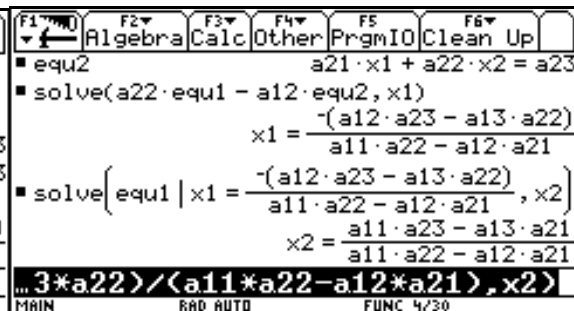 F1 F2 F3 F4 F5 F6
Algebra Calc Other PrgmIO Clean Up
▪ equ2 a21·x1 + a22·x2 = a23
▪ solve(a22·equ1 - a12·equ2, x1)
x1 = -(a12·a23 - a13·a22) / a11·a22 - a12·a21
▪ solve(equ1 | x1 = -(a12·a23 - a13·a22) / a11·a22 - a12·a21, x2)
x2 = a11·a23 - a13·a21 / a11·a22 - a12·a21
…3*a22)/(a11*a22-a12*a21),x2)
MAIN RAD AUTO FUNC 4/30